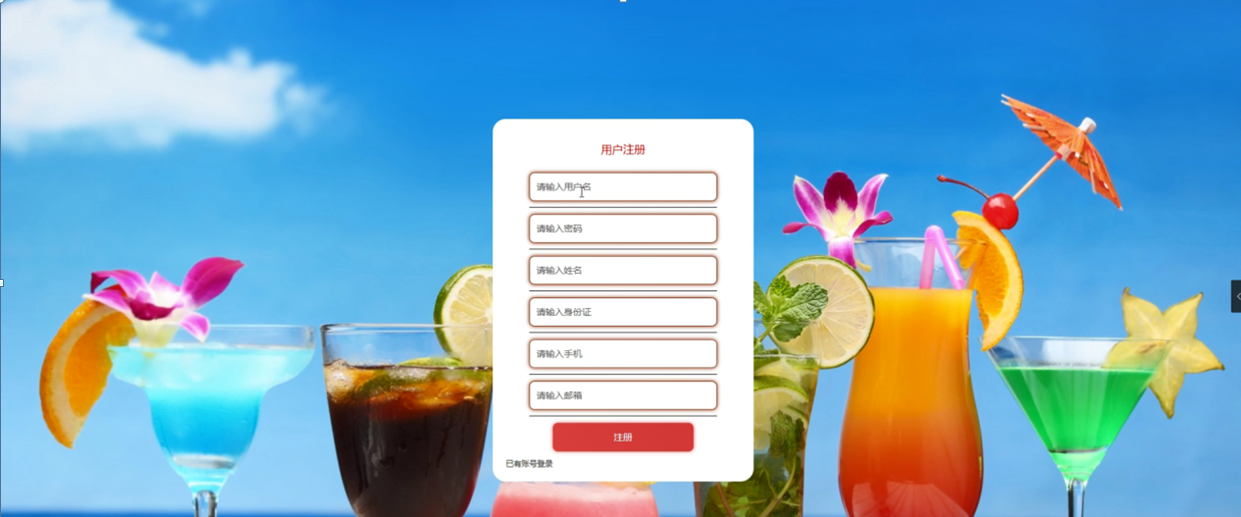 用户注册
请输入用户名
请输入密码
请输入姓名
请输入身份证
请输入手机
请输入邮箱
注册
已有账号登录